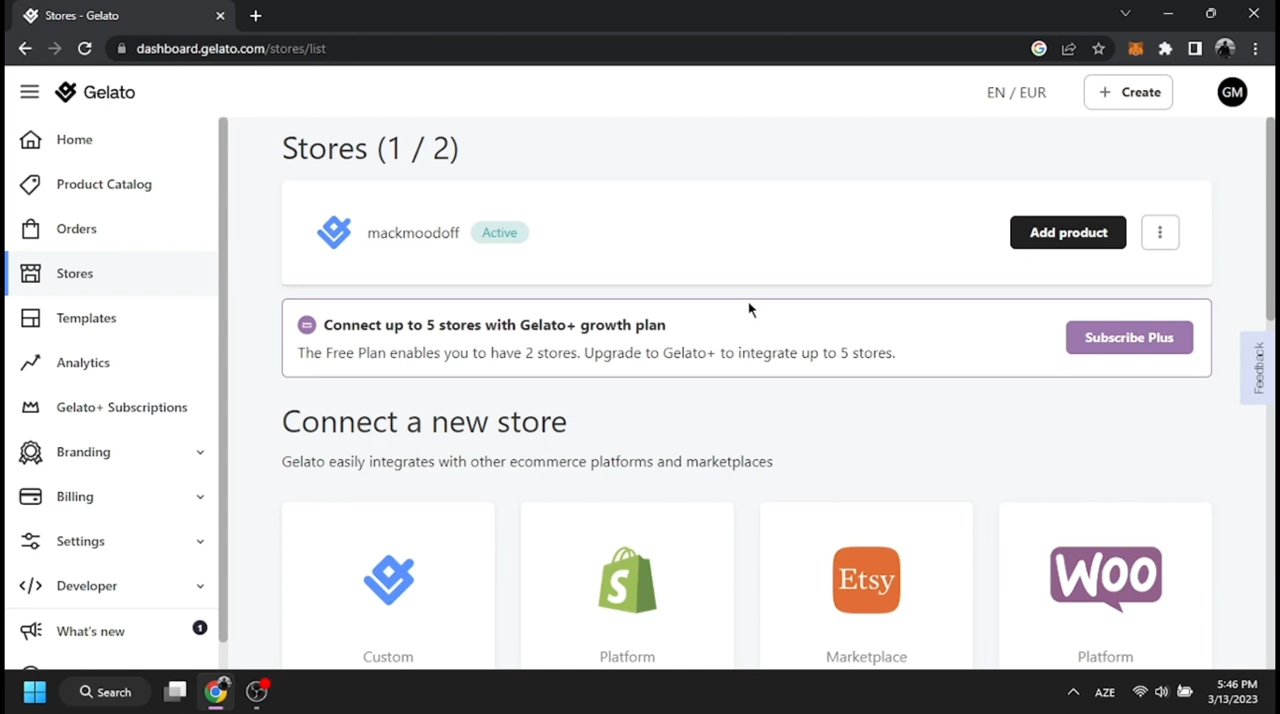 Stores - Gelato
dashboard.gelato.com/stores/list
Gelato
EN / EUR
+ Create
GM
Home
Product Catalog
Orders
Stores
Templates
Analytics
Gelato+ Subscriptions
Branding
Billing
Settings
Developer
What's new
1
Stores (1 / 2)
mackmoodoff
Active
Add product
Connect up to 5 stores with Gelato+ growth plan
The Free Plan enables you to have 2 stores. Upgrade to Gelato+ to integrate up to 5 stores.
Subscribe Plus
Feedback
Connect a new store
Gelato easily integrates with other ecommerce platforms and marketplaces
Custom
Platform
Etsy
Marketplace
WOO
Platform
Search
AZE
5:46 PM
3/13/2023